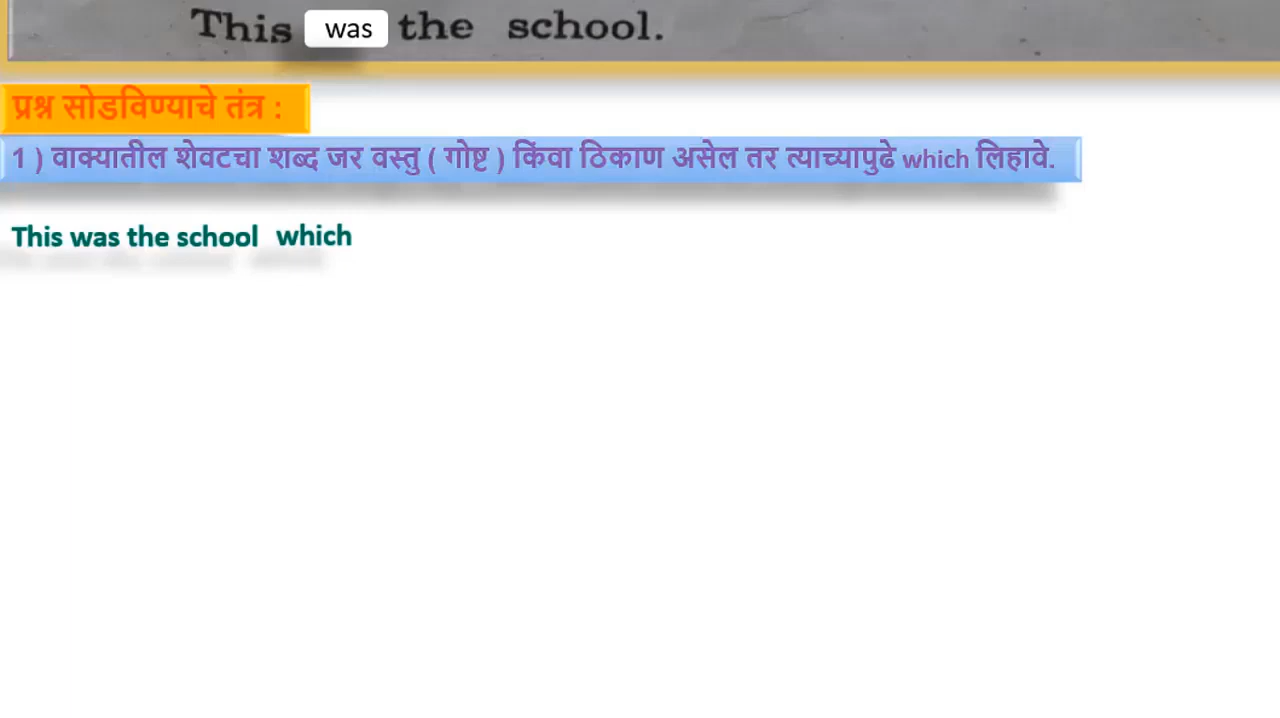 This was the school.
प्रश्न सोडविण्याचे तंत्र :
1 ) वाक्यातील शेवटचा शब्द जर वस्तु ( गोष्ट ) किंवा ठिकाण असेल तर त्याच्यापुढे which लिहावे.
This was the school which